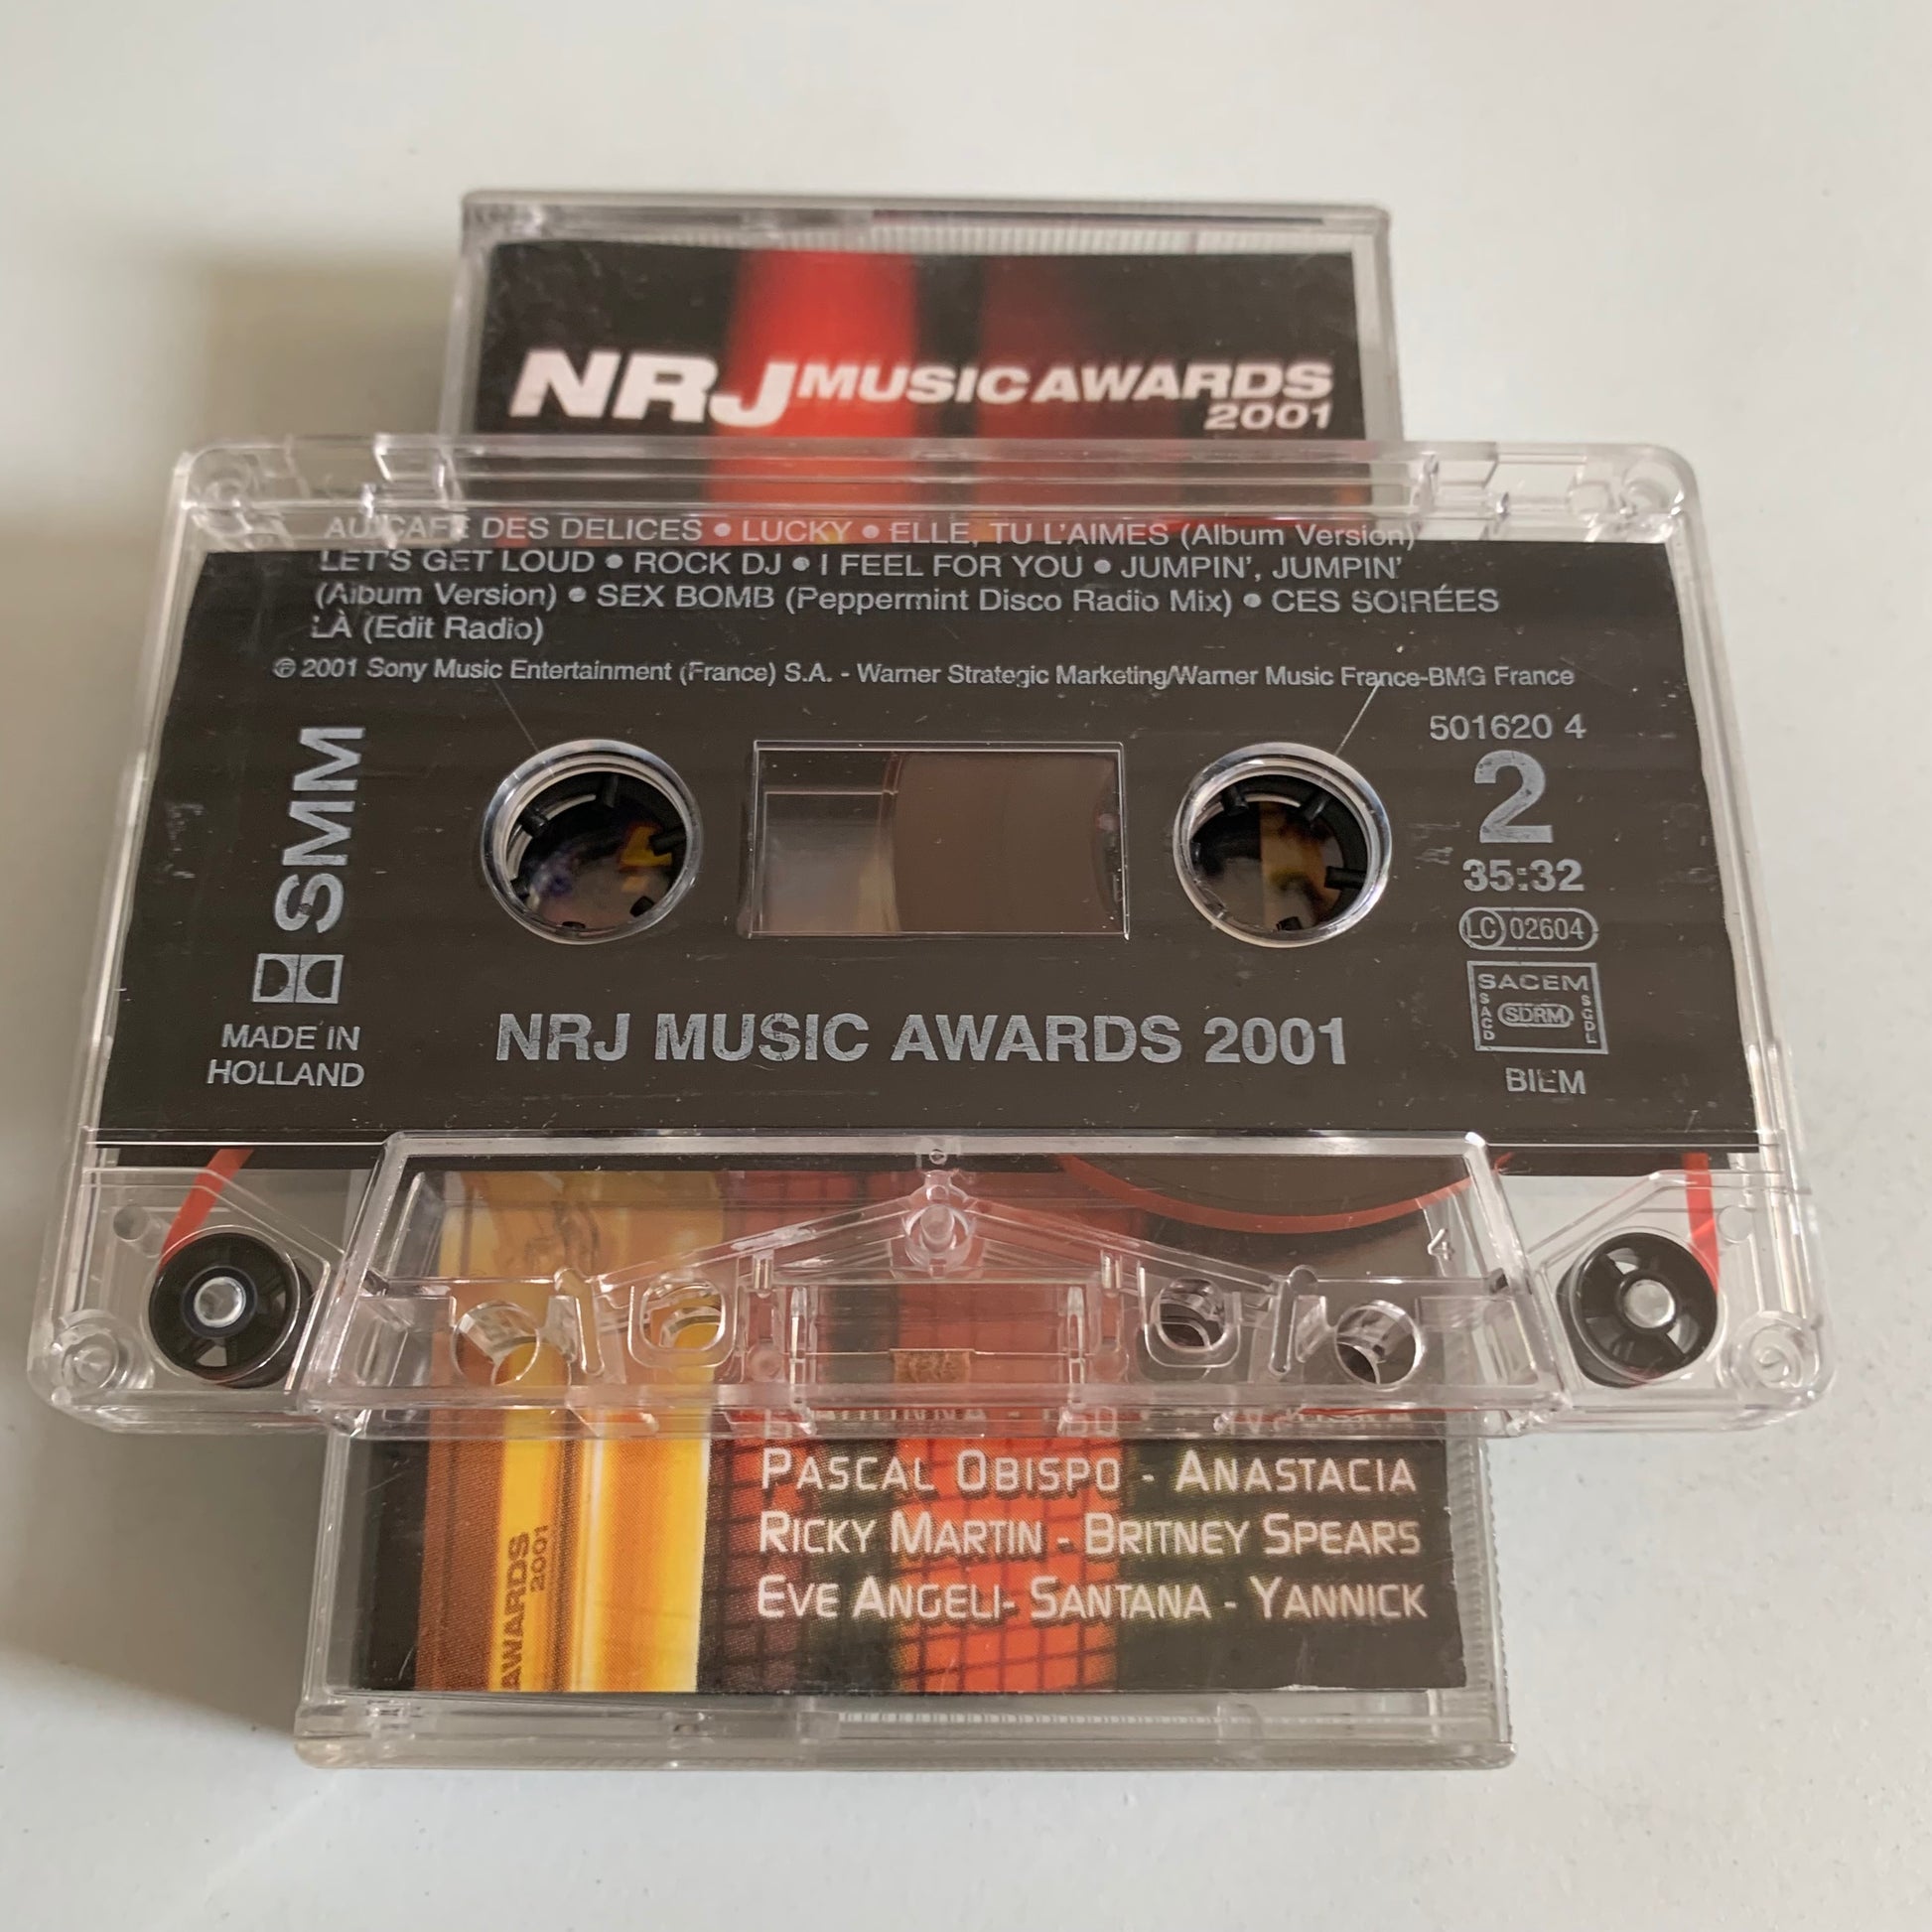 NRJ MUSIC AWARDS
2001
AU CAFE DES DELICES • LUCKY • ELLE, TU L'AIMES (Album Version)
LET'S GET LOUD • ROCK DJ • I FEEL FOR YOU • JUMPIN', JUMPIN'
(Album Version) • SEX BOMB (Peppermint Disco Radio Mix) • CES SOIRÉES
LÀ (Edit Radio)
℗ 2001 Sony Music Entertainment (France) S.A. - Warner Strategic Marketing/Warner Music France-BMG France
501620 4
2
35:32
LC 02604
SACEM
SACD
SDRM
SGDL
BIEM
SMM
MADE IN
HOLLAND
NRJ MUSIC AWARDS 2001
PASCAL OBISPO - ANASTACIA
RICKY MARTIN - BRITNEY SPEARS
EVE ANGELI - SANTANA - YANNICK
AWARDS
2001